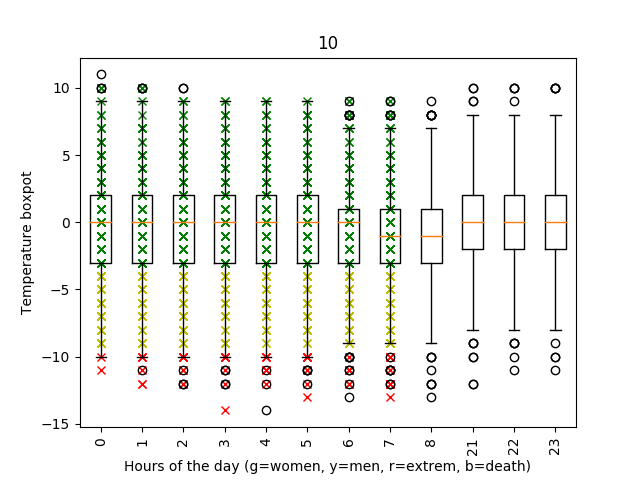 10
10
5
0
−5
−10
−15
Temperature boxpot
0 1 2 3 4 5 6 7 8 21 22 23
Hours of the day (g=women, y=men, r=extrem, b=death)